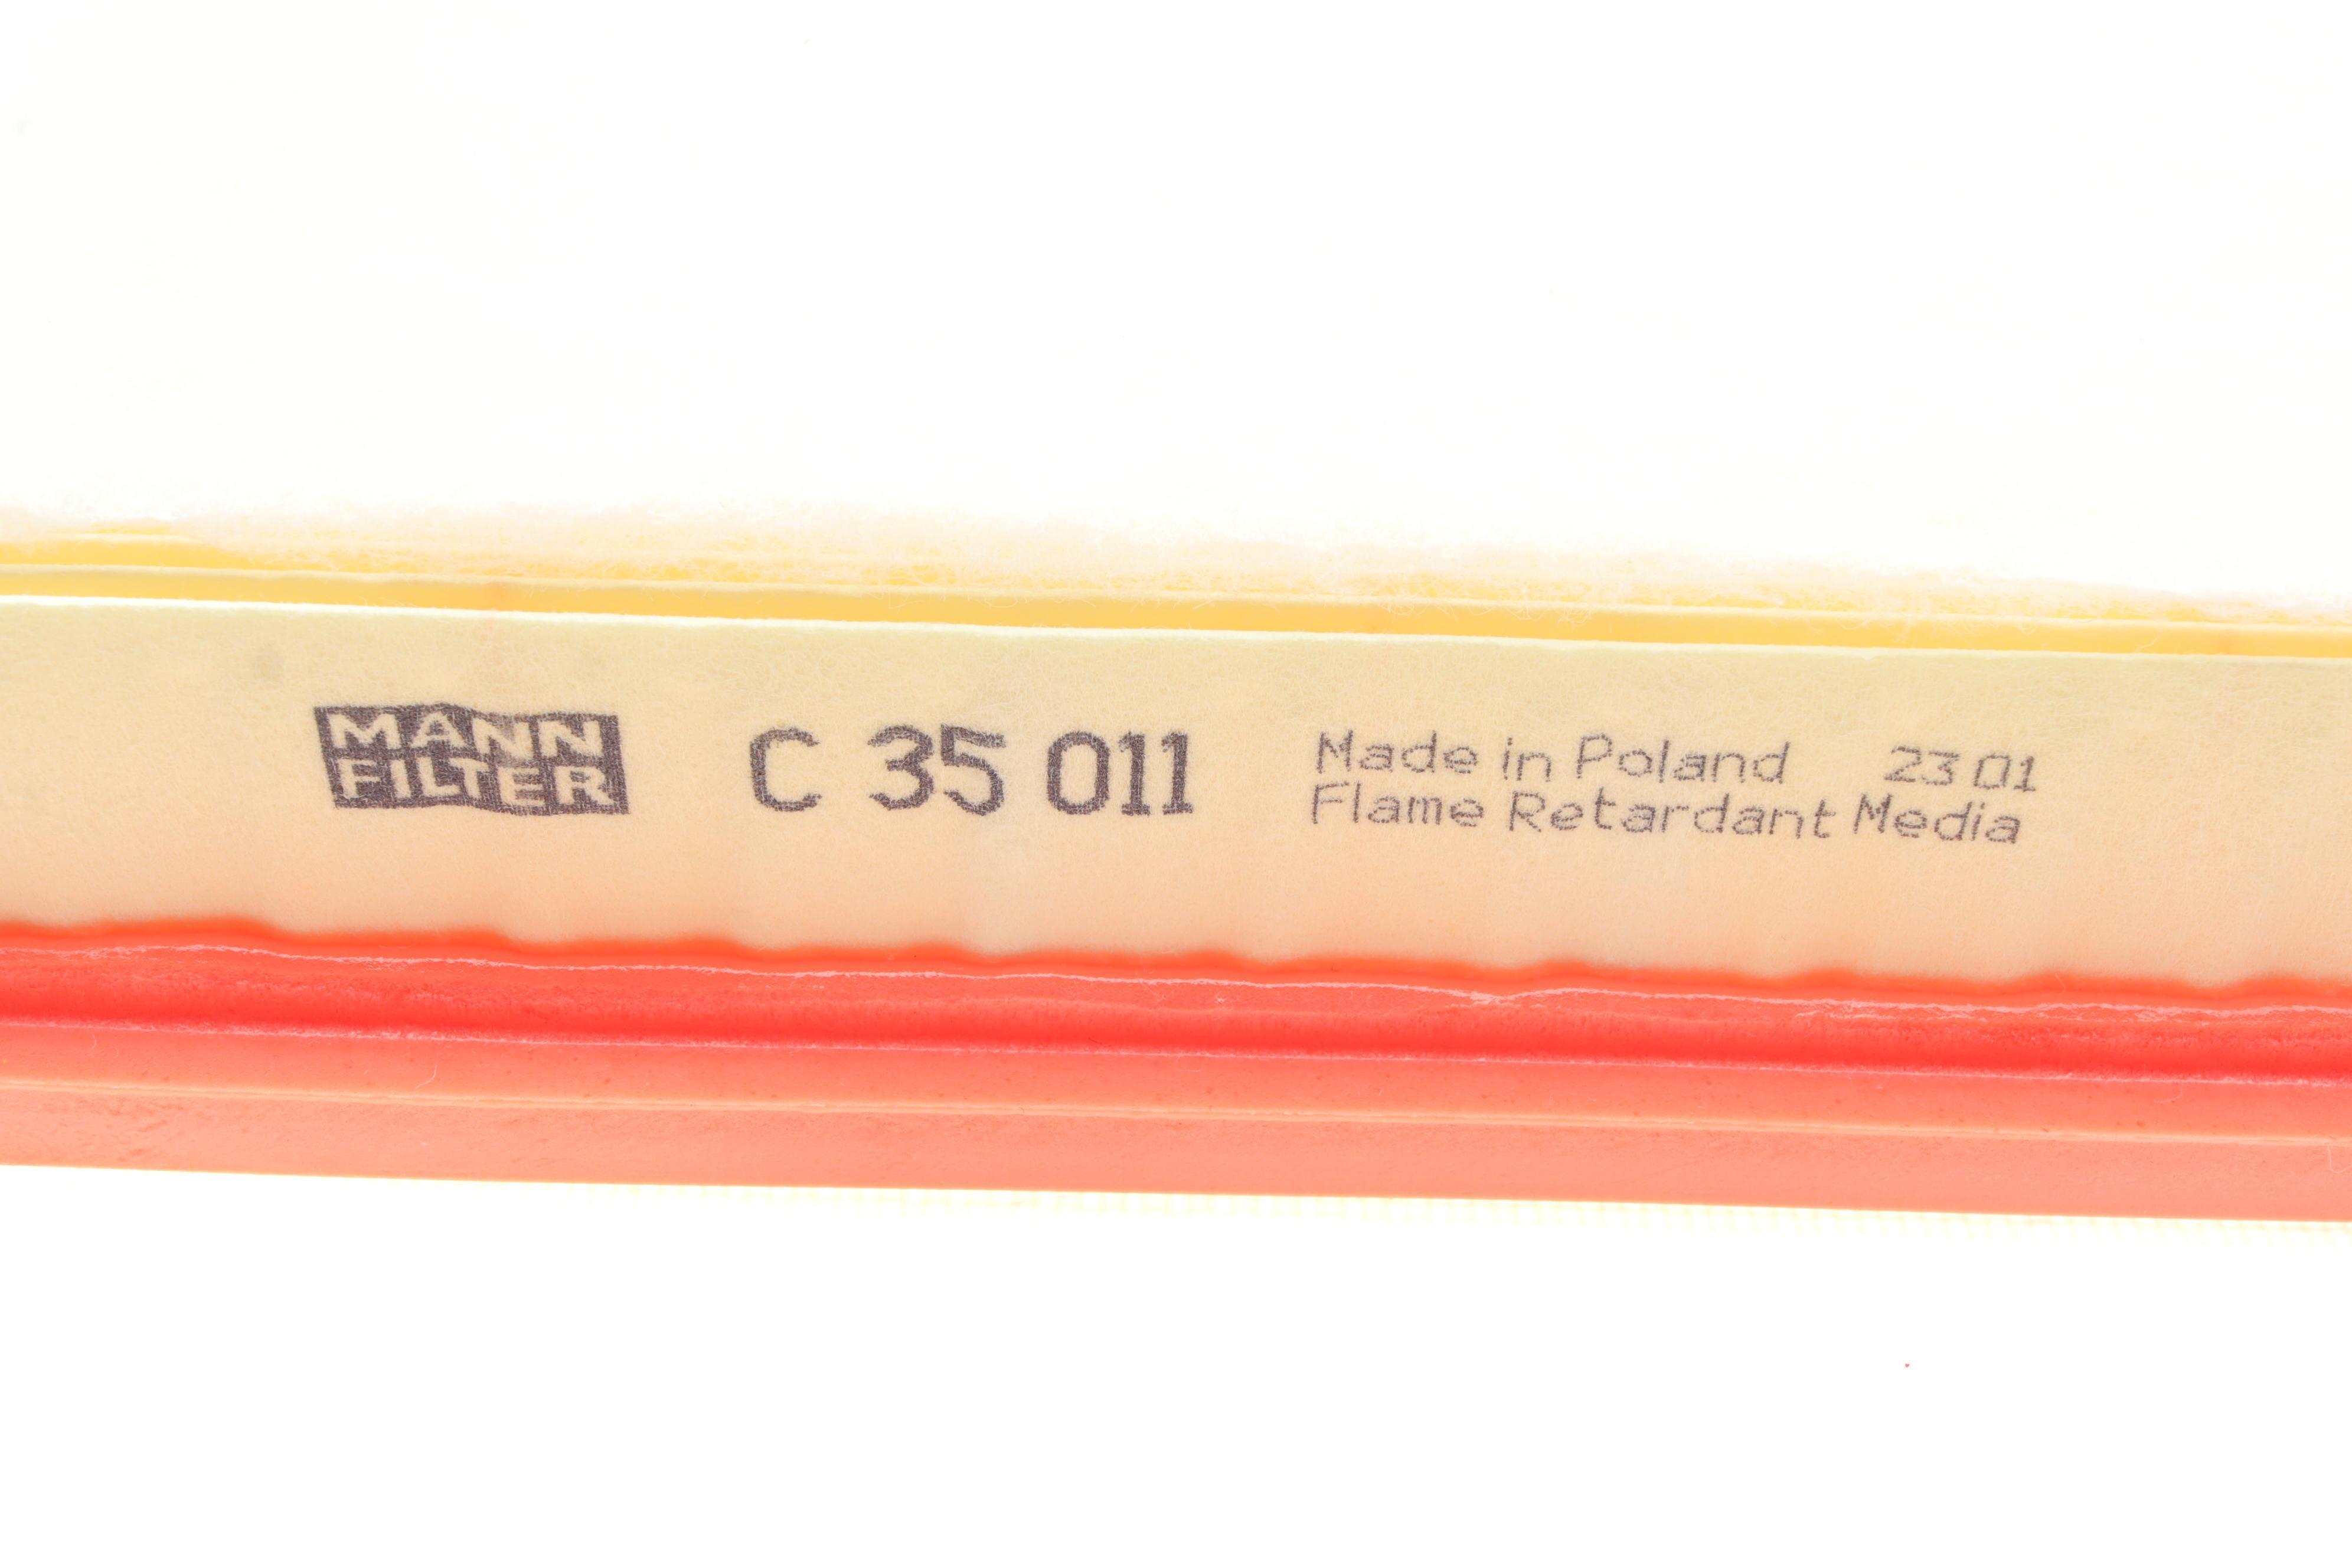 MANN
FILTER
C 35 011
Made in Poland 23 01
Flame Retardant Media